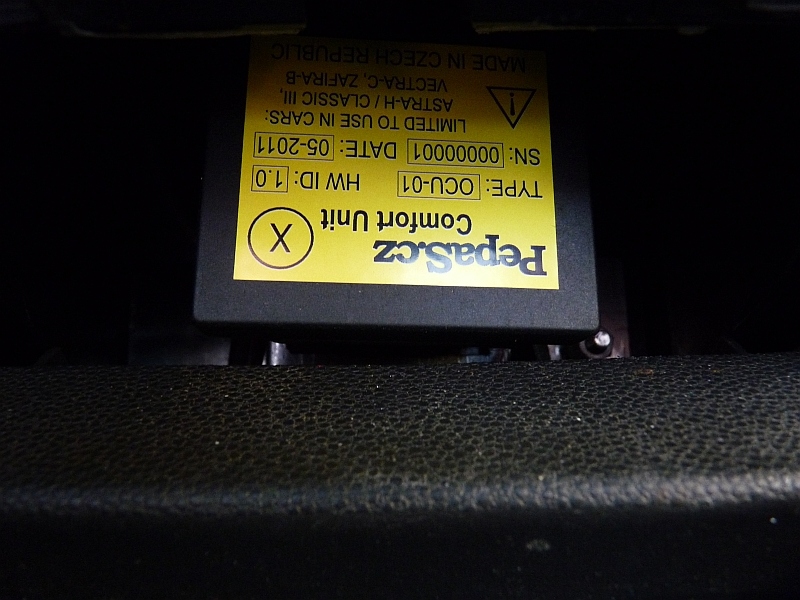 PepaS.cz
Comfort Unit
X
TYPE: OCU-01 HW ID: 1.0
SN: 00000001 DATE: 05-2011
LIMITED TO USE IN CARS:
ASTRA-H / CLASSIC III,
VECTRA-C, ZAFIRA-B
MADE IN CZECH REPUBLIC